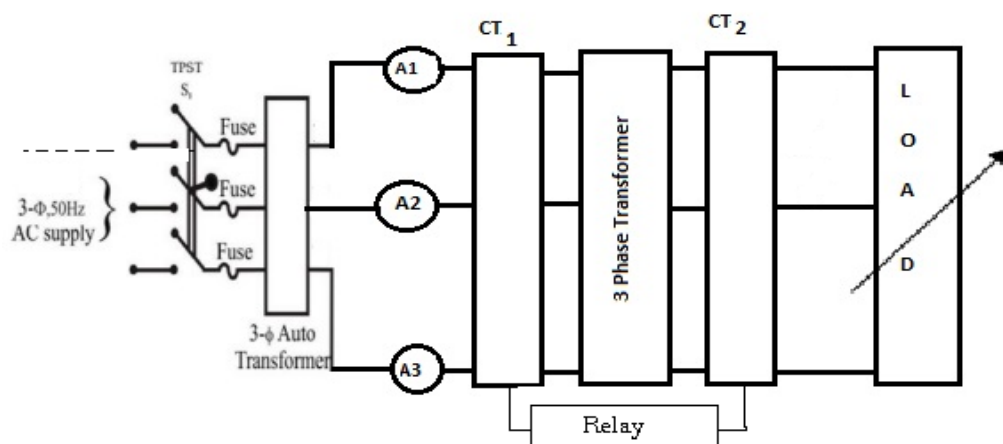 TPST
S₁
Fuse
Fuse
Fuse
3-Φ,50Hz
AC supply
3-ϕ Auto
Transformer
A1
A2
A3
CT 1
3 Phase Transformer
CT 2
L
O
A
D
Relay